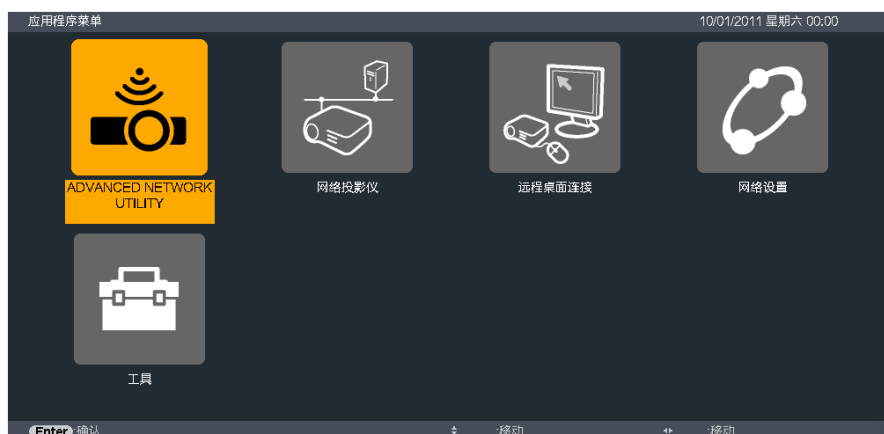 应用程序菜单
10/01/2011 星期六 00:00
ADVANCED NETWORK
UTILITY
网络投影仪
远程桌面连接
网络设置
工具
Enter :确认
:移动
:移动